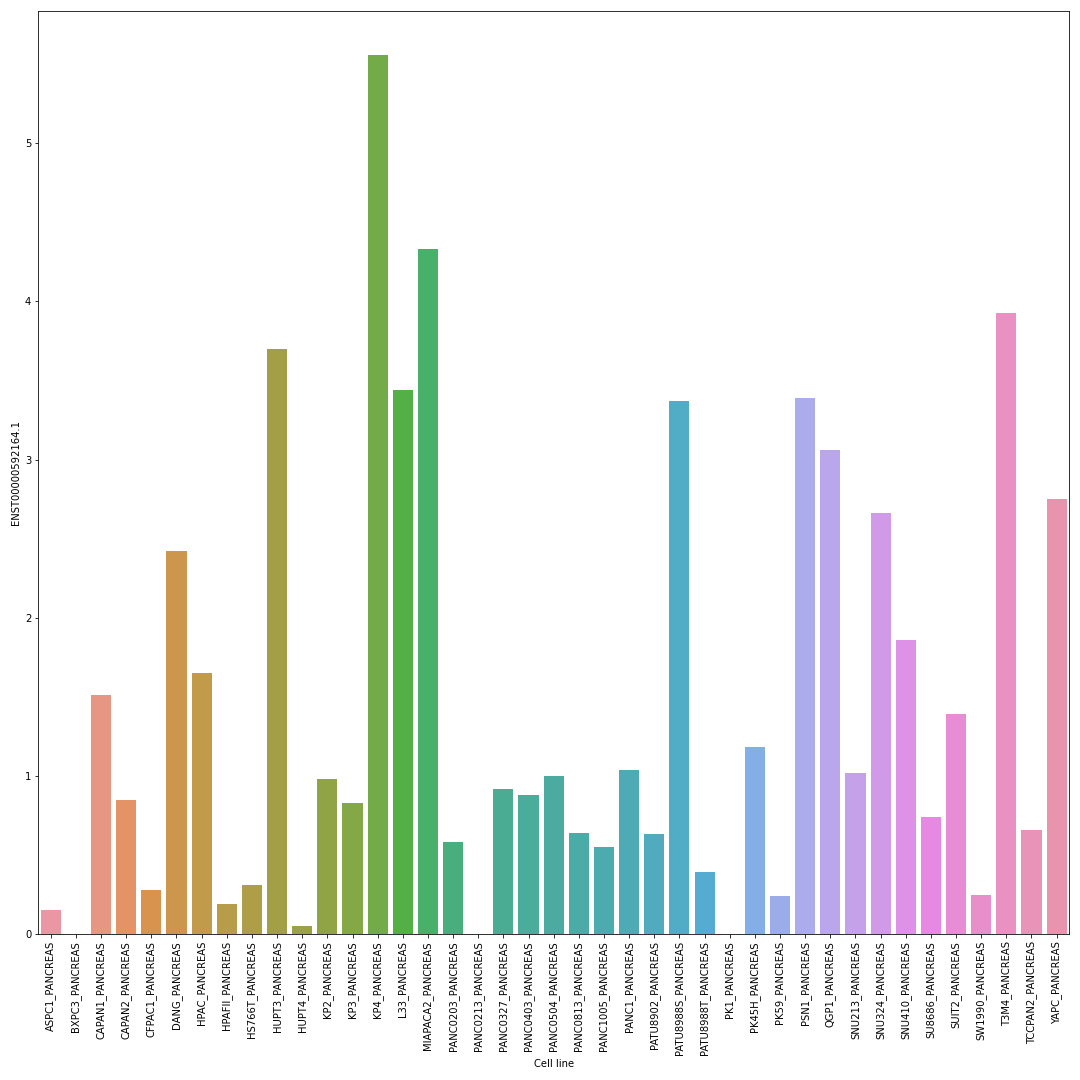 5
4
3
2
1
0
ENST00000592164.1
ASPC1_PANCREAS
BXPC3_PANCREAS
CAPAN1_PANCREAS
CAPAN2_PANCREAS
CFPAC1_PANCREAS
DANG_PANCREAS
HPAC_PANCREAS
HPAFII_PANCREAS
HS766T_PANCREAS
HUPT3_PANCREAS
HUPT4_PANCREAS
KP2_PANCREAS
KP3_PANCREAS
KP4_PANCREAS
L33_PANCREAS
MIAPACA2_PANCREAS
PANC0203_PANCREAS
PANC0213_PANCREAS
PANC0327_PANCREAS
PANC0403_PANCREAS
PANC0504_PANCREAS
PANC0813_PANCREAS
PANC1005_PANCREAS
PANC1_PANCREAS
PATU8902_PANCREAS
PATU8988S_PANCREAS
PATU8988T_PANCREAS
PK1_PANCREAS
PK45H_PANCREAS
PK59_PANCREAS
PSN1_PANCREAS
QGP1_PANCREAS
SNU213_PANCREAS
SNU324_PANCREAS
SNU410_PANCREAS
SU8686_PANCREAS
SUIT2_PANCREAS
SW1990_PANCREAS
T3M4_PANCREAS
TCCPAN2_PANCREAS
YAPC_PANCREAS
Cell line